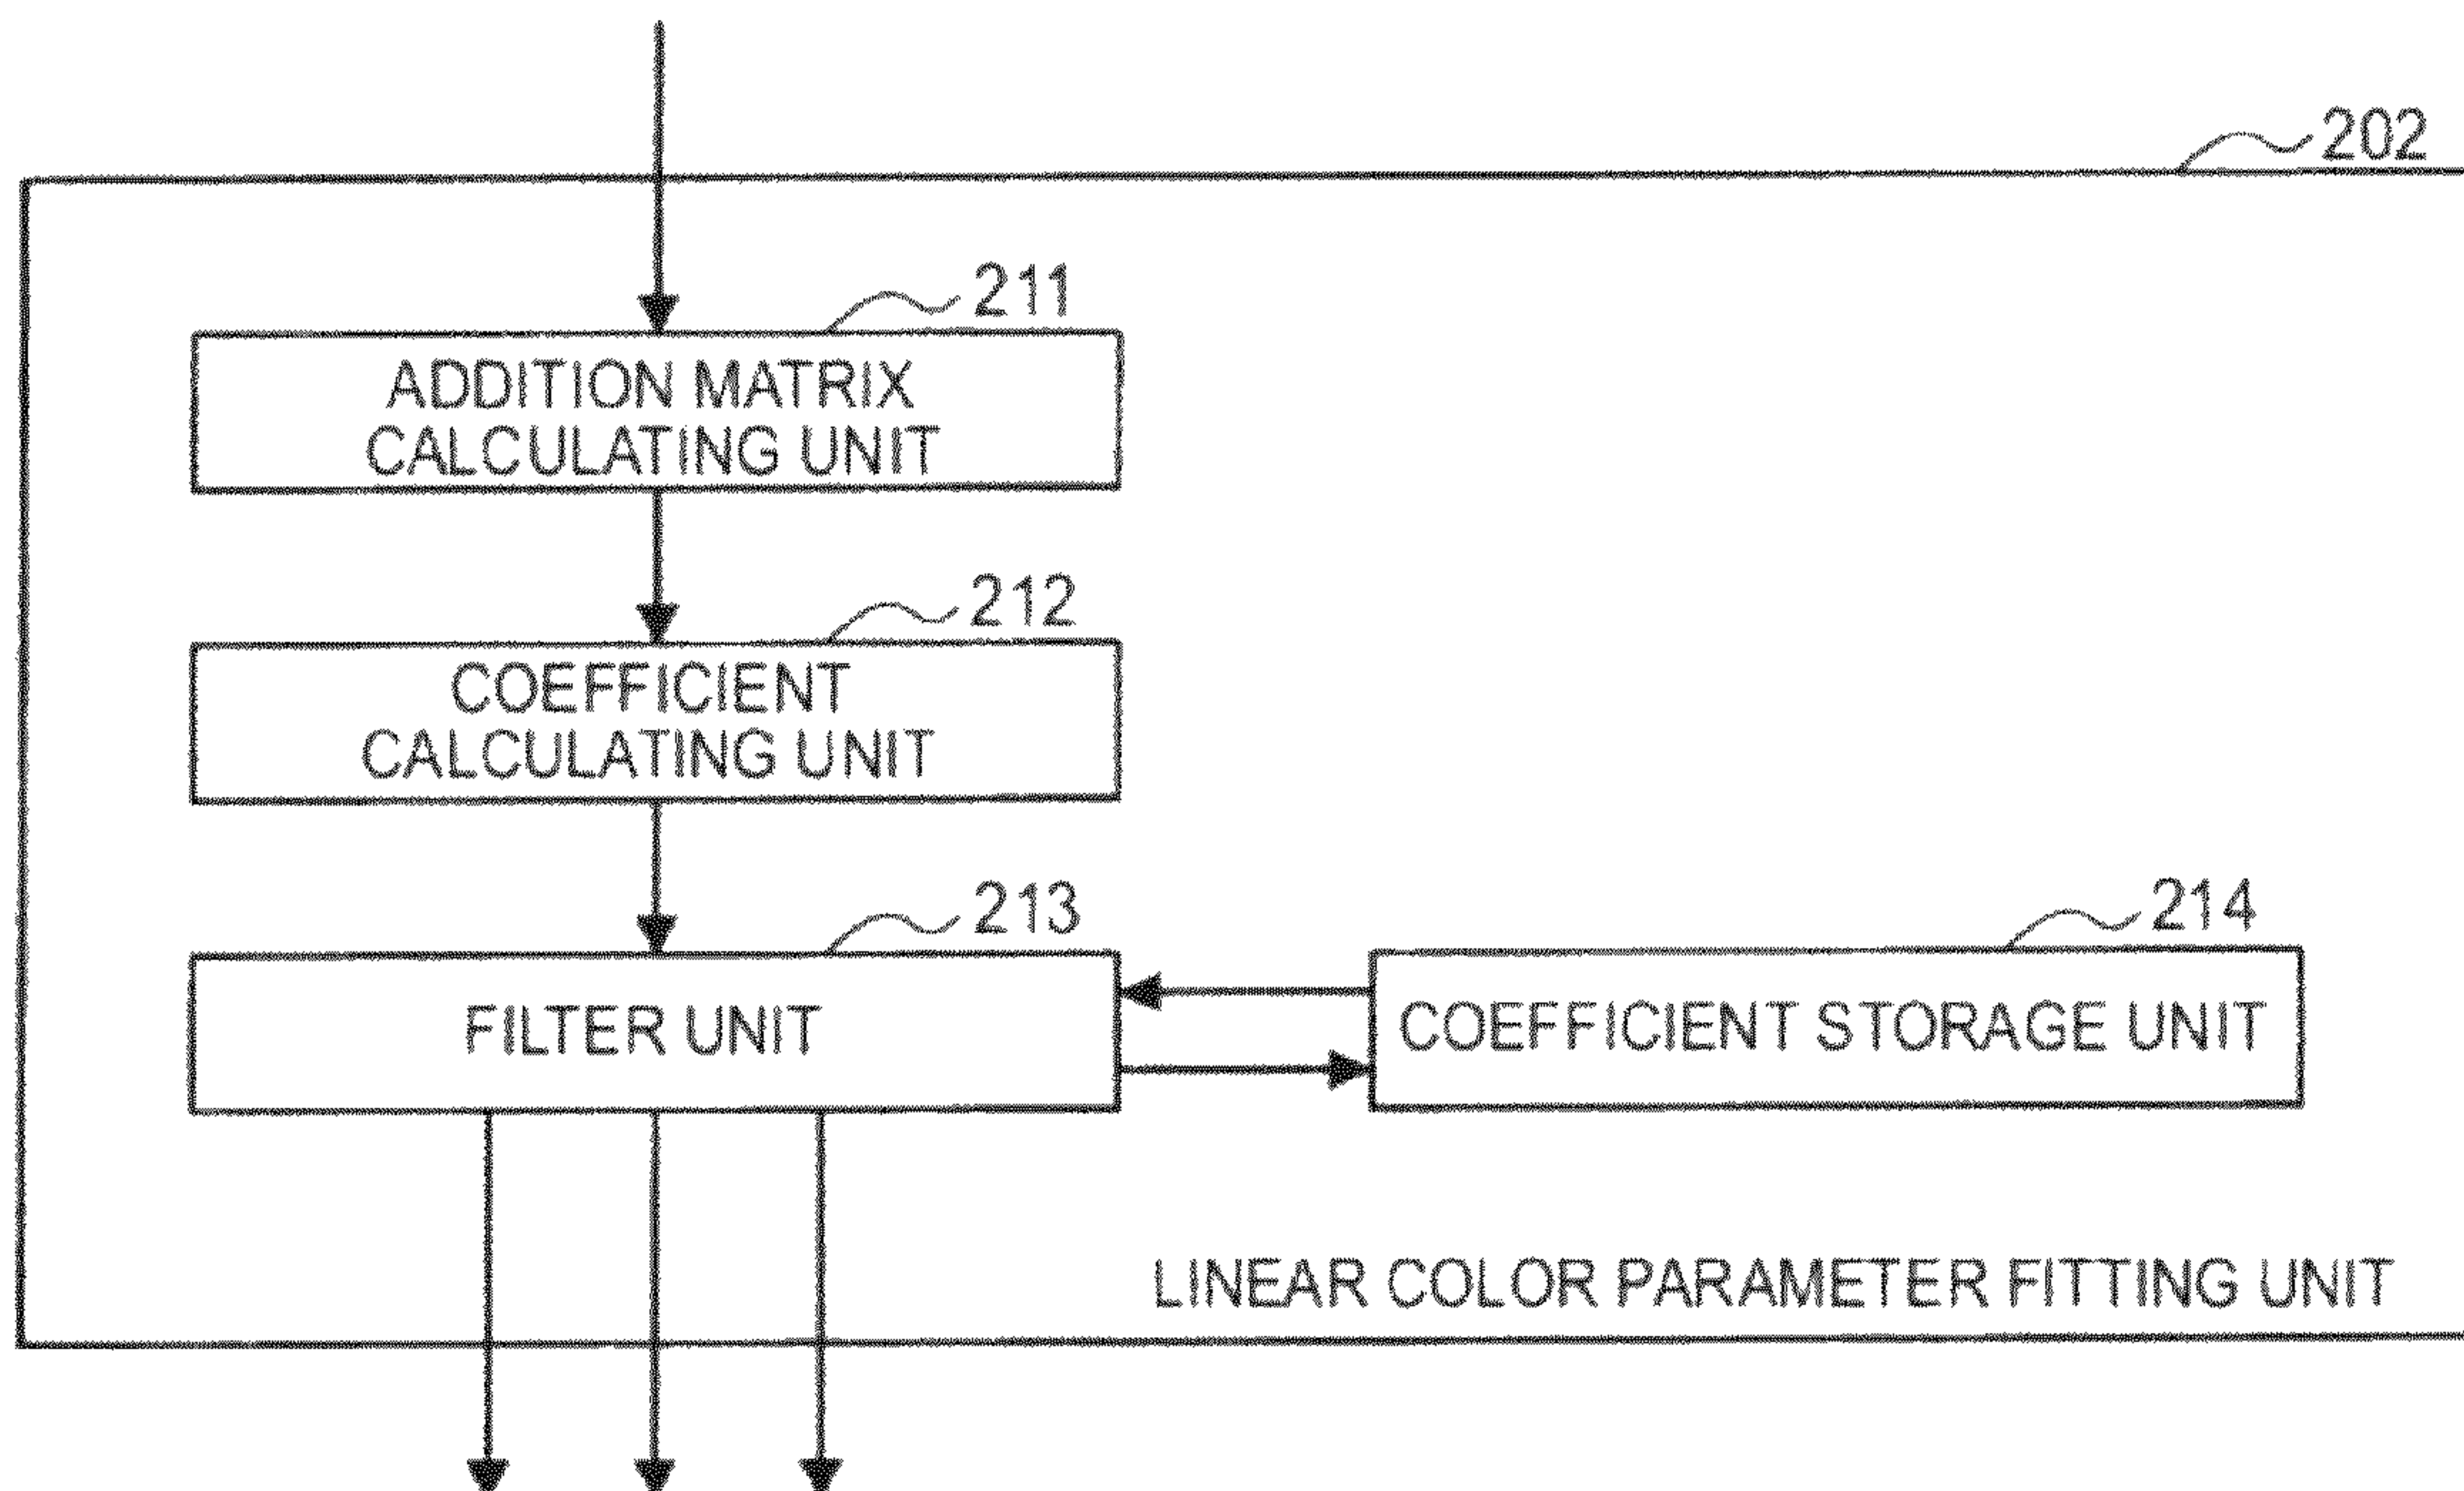 202
211
ADDITION MATRIX
CALCULATING UNIT
212
COEFFICIENT
CALCULATING UNIT
213
FILTER UNIT
214
COEFFICIENT STORAGE UNIT
LINEAR COLOR PARAMETER FITTING UNIT